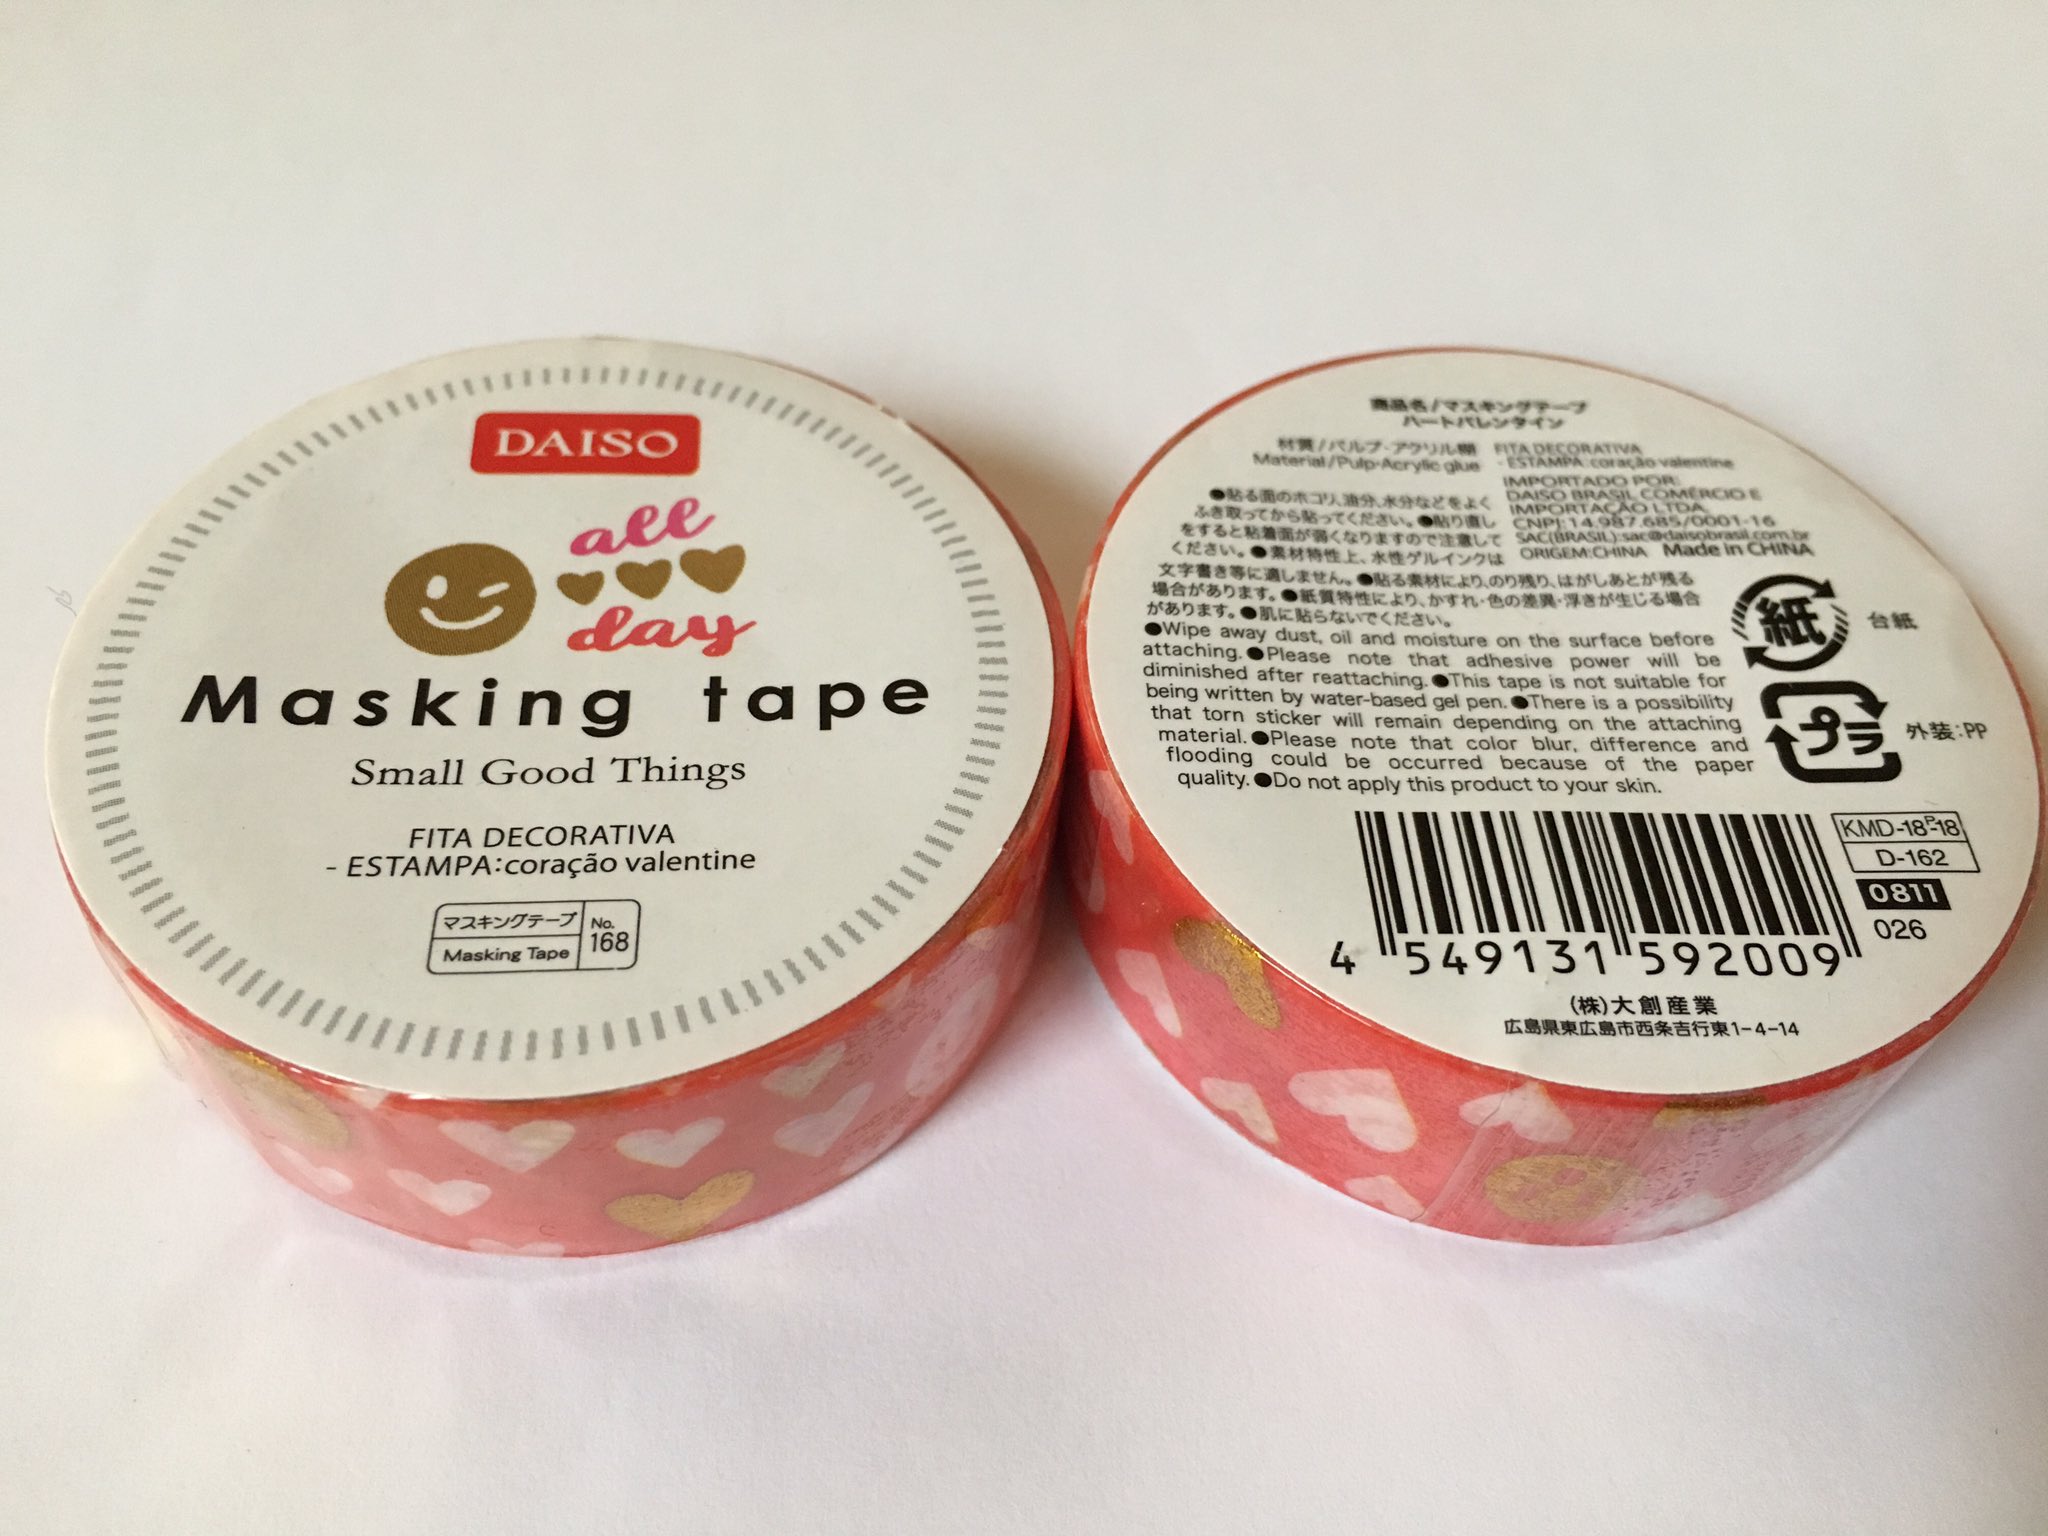 DAISO
all
day
Masking tape
Small Good Things
FITA DECORATIVA
- ESTAMPA:coração valentine
マスキングテープ
Masking Tape
No.
168
商品名/マスキングテープ
ハートバレンタイン
材質/パルプ・アクリル糊
Material/Pulp·Acrylic glue
FITA DECORATIVA
- ESTAMPA:coração valentine
IMPORTADO POR:
DAISO BRASIL COMÉRCIO E
IMPORTAÇÃO LTDA.
CNPJ:14.987.685/0001-16
SAC(BRASIL):sac@daisobrasil.com.br
ORIGEM:CHINA Made in CHINA
●貼る面のホコリ、油分、水分などをよく
ふき取ってから貼ってください。●貼り直し
をすると粘着面が弱くなりますので注意して
ください。●素材特性上、水性ゲルインクは
文字書き等に適しません。●貼る素材により、のり残り、はがしあとが残る
場合があります。●紙質特性により、かすれ・色の差異・浮きが生じる場合
があります。●肌に貼らないでください。
●Wipe away dust, oil and moisture on the surface before
attaching.●Please note that adhesive power will be
diminished after reattaching.●This tape is not suitable for
being written by water-based gel pen.●There is a possibility
that torn sticker will remain depending on the attaching
material.●Please note that color blur, difference and
flooding could be occurred because of the paper
quality.●Do not apply this product to your skin.
紙
台紙
プラ
外装:PP
KMD-18-P-18
D-162
0811
026
4 549131 592009
(株)大創産業
広島県東広島市西条吉行東1-4-14